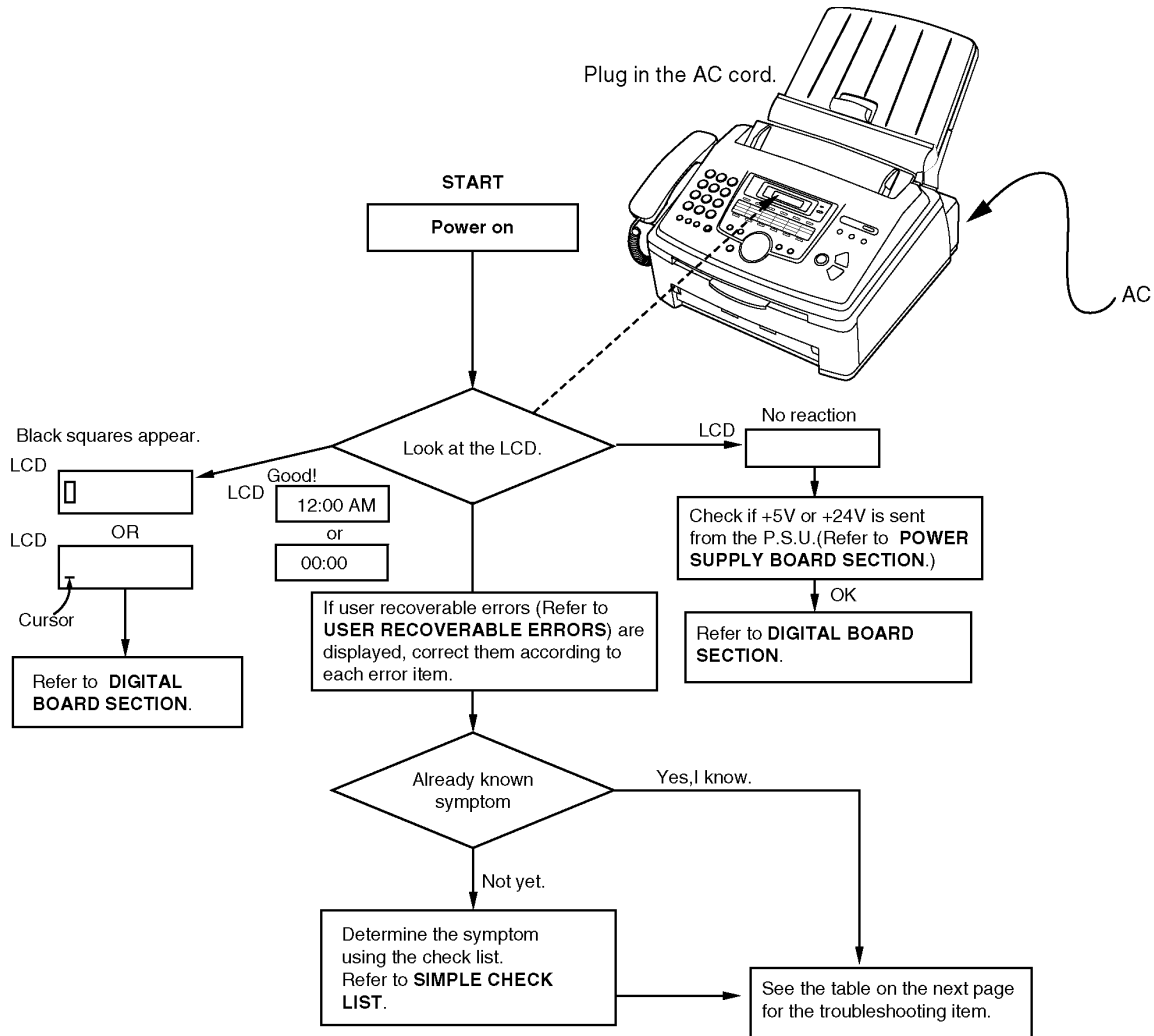 Plug in the AC cord.
AC
START
Power on
Look at the LCD.
Black squares appear.
LCD
OR
LCD
Cursor
Refer to DIGITAL
BOARD SECTION.
Good!
LCD
12:00 AM
or
00:00
No reaction
LCD
Check if +5V or +24V is sent
from the P.S.U.(Refer to POWER
SUPPLY BOARD SECTION.)
OK
Refer to DIGITAL BOARD
SECTION.
If user recoverable errors (Refer to
USER RECOVERABLE ERRORS) are
displayed, correct them according to
each error item.
Already known
symptom
Yes,I know.
Not yet.
Determine the symptom
using the check list.
Refer to SIMPLE CHECK
LIST.
See the table on the next page
for the troubleshooting item.